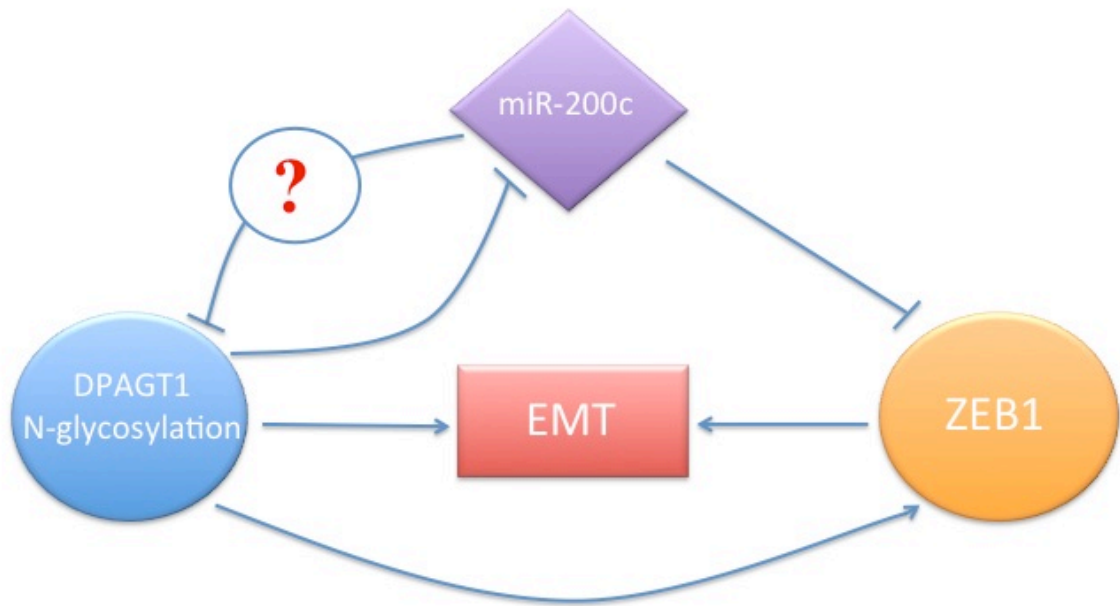 miR-200c
?
DPAGT1
N-glycosylation
EMT
ZEB1